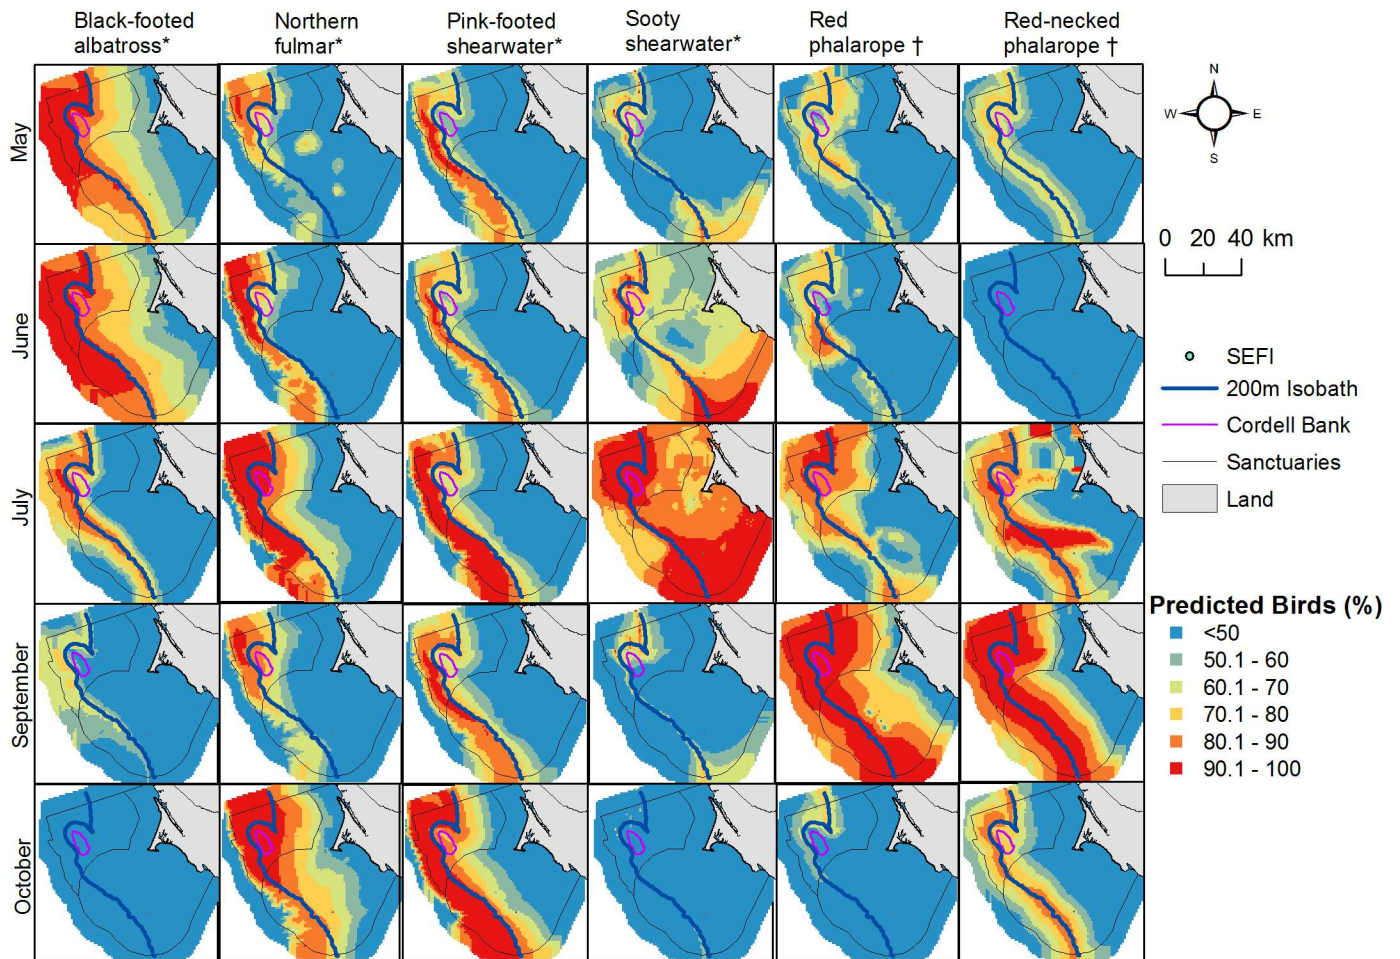 Black-footed
albatross*
Northern
fulmar*
Pink-footed
shearwater*
Sooty
shearwater*
Red
phalarope †
Red-necked
phalarope †
May
June
July
September
October
N
W E
S
0 20 40 km
SEFI
200m Isobath
Cordell Bank
Sanctuaries
Land
Predicted Birds (%)
<50
50.1 - 60
60.1 - 70
70.1 - 80
80.1 - 90
90.1 - 100